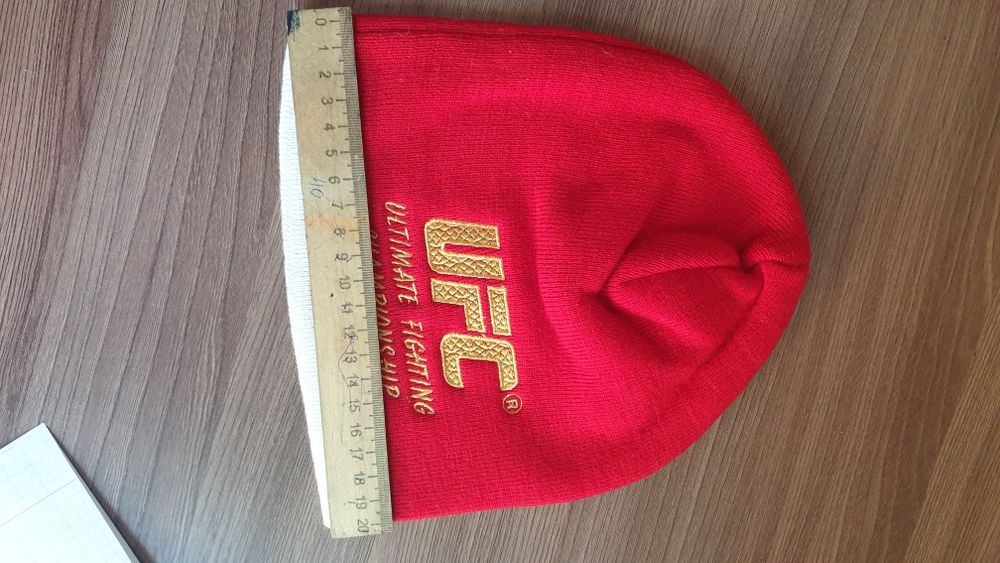 0 1 2 3 4 5 6 7 8 9 10 11 12 13 14 15 16 17 18 19 20
UFC®
ULTIMATE FIGHTING
CHAMPIONSHIP